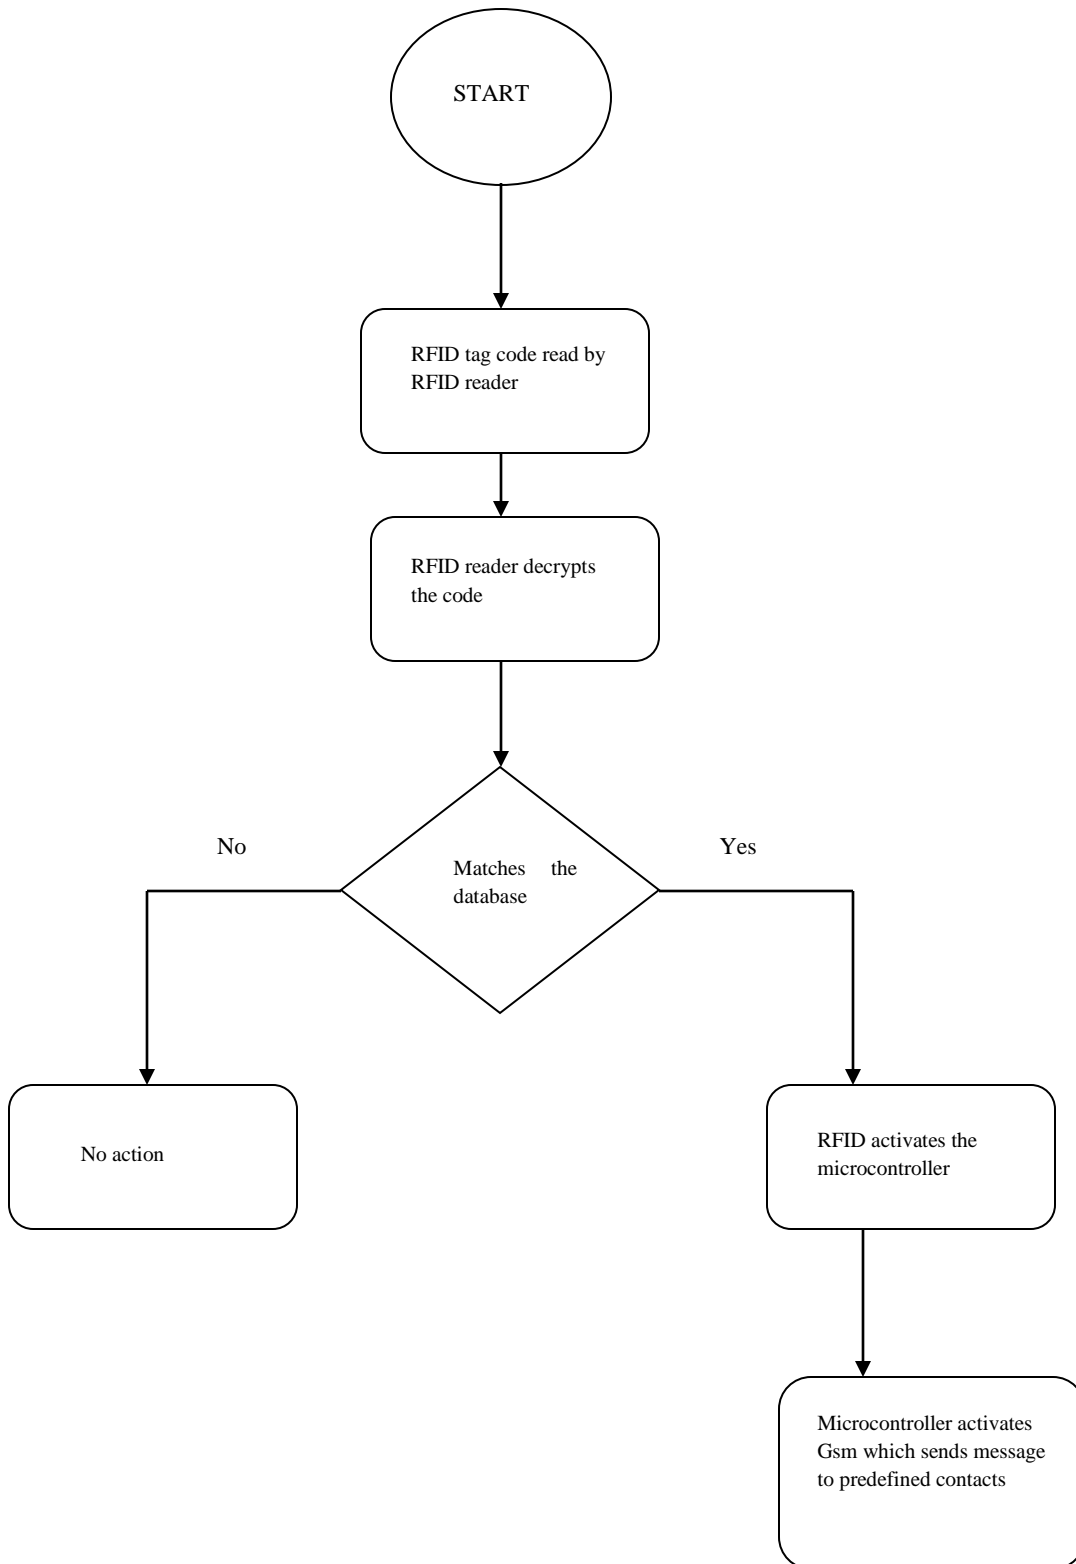 START
RFID tag code read by
RFID reader
RFID reader decrypts
the code
No
Yes
Matches the
database
No action
RFID activates the
microcontroller
Microcontroller activates
Gsm which sends message
to predefined contacts